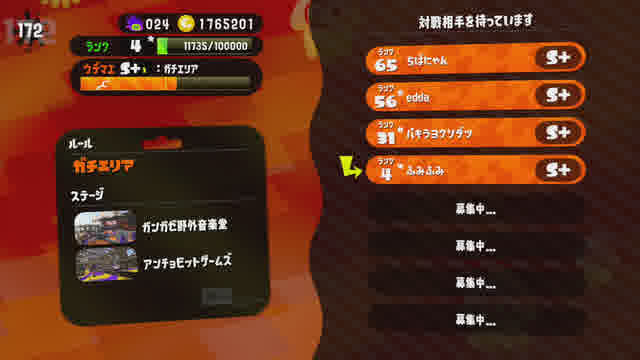 172
024
1765201
ランク 4* 11735/100000
ウデマエ S+1 : ガチエリア
ルール
ガチエリア
ステージ
ガンガゼ野外音楽堂
アンチョビットゲームズ
対戦相手を待っています
ランク 65 ちはにゃん S+
ランク 56* edda S+
ランク 31* バキラヨクソダツ S+
ランク 4* ふみふみ S+
募集中...
募集中...
募集中...
募集中...